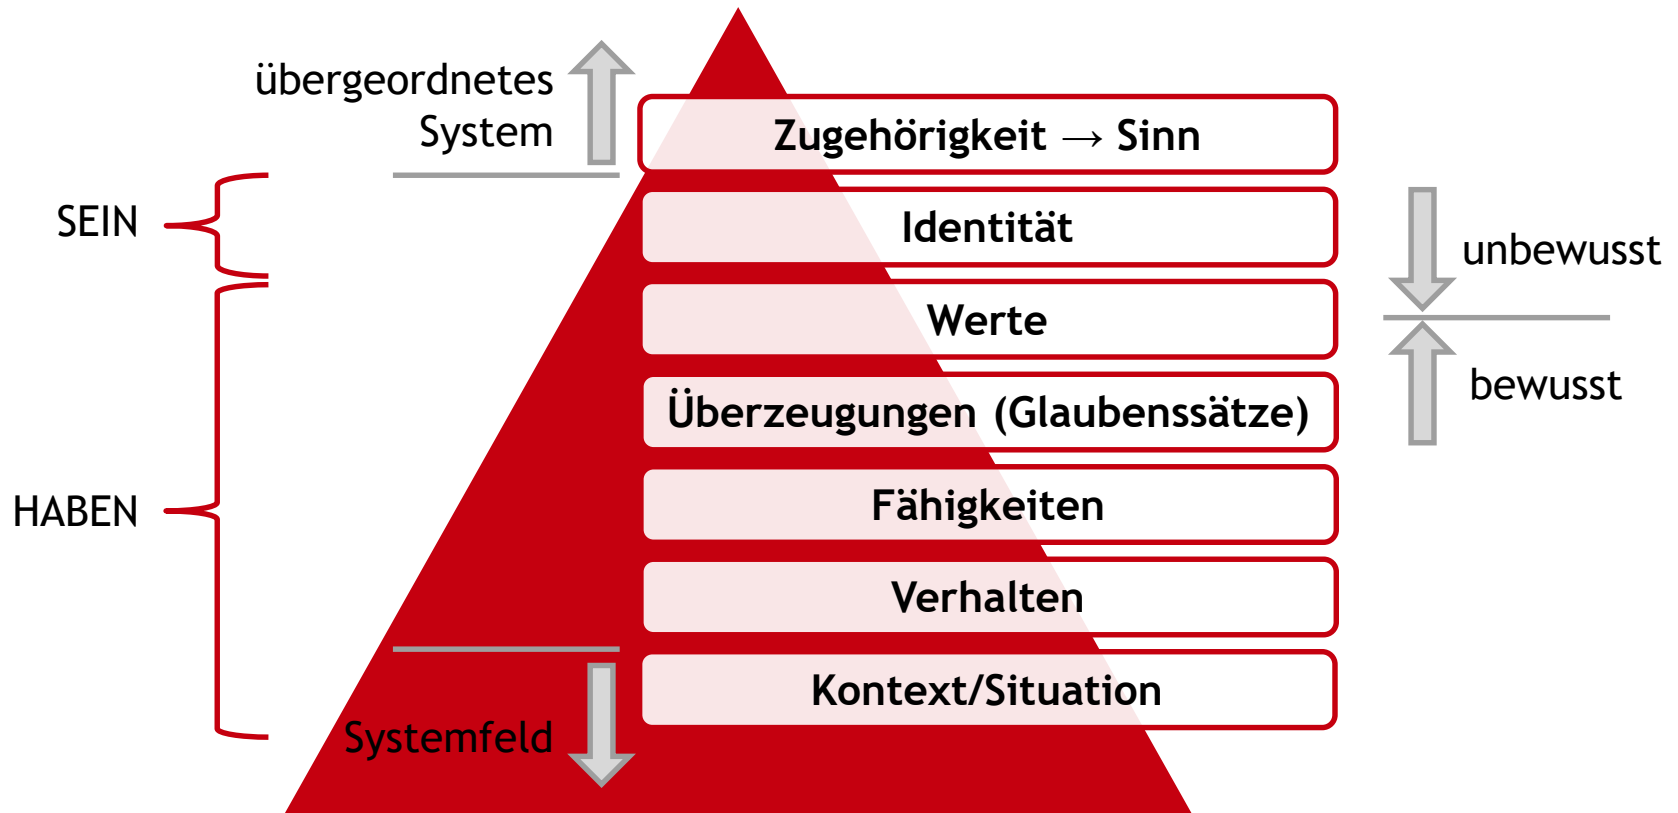 übergeordnetes
System
Zugehörigkeit → Sinn
SEIN
Identität
unbewusst
Werte
bewusst
Überzeugungen (Glaubenssätze)
HABEN
Fähigkeiten
Verhalten
Kontext/Situation
Systemfeld